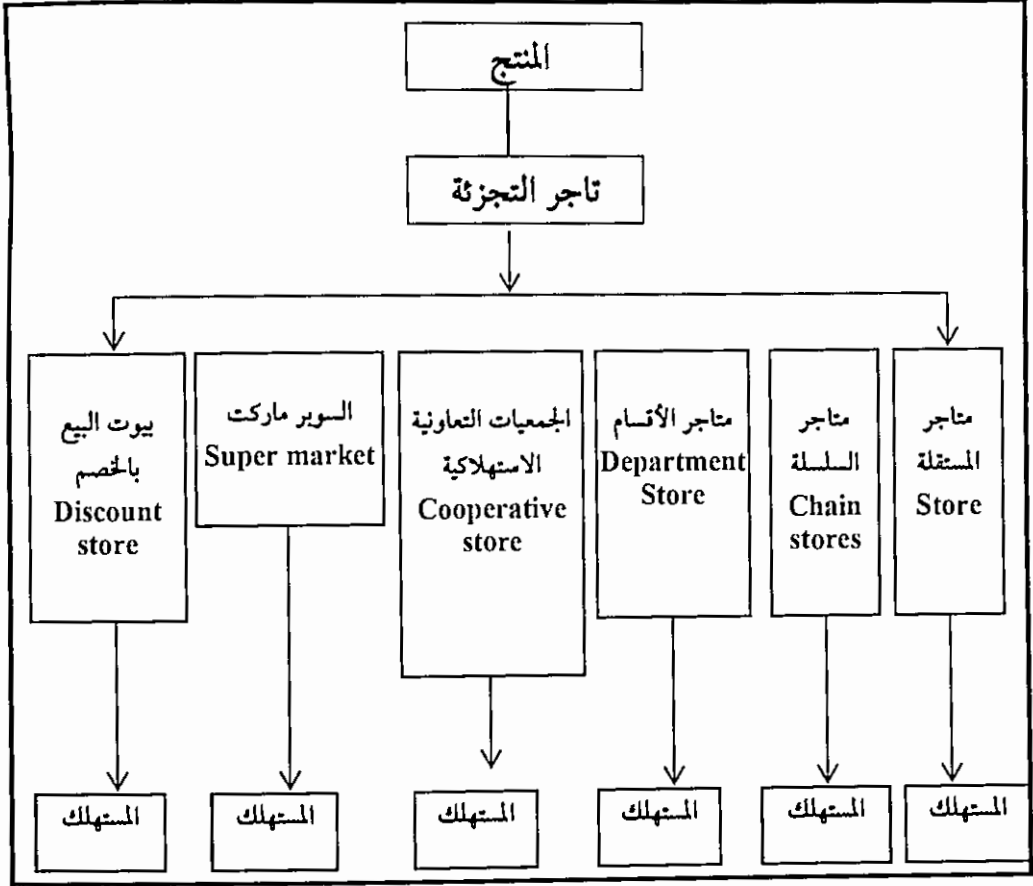 المنتج
تاجر التجزئة
متاجر
المستقلة
Store
متاجر
السلسلة
Chain
stores
متاجر الأقسام
Department
Store
الجمعيات التعاونية
الاستهلاكية
Cooperative
store
السوبر ماركت
Super market
بيوت البيع
بالخصم
Discount
store
المستهلك
المستهلك
المستهلك
المستهلك
المستهلك
المستهلك